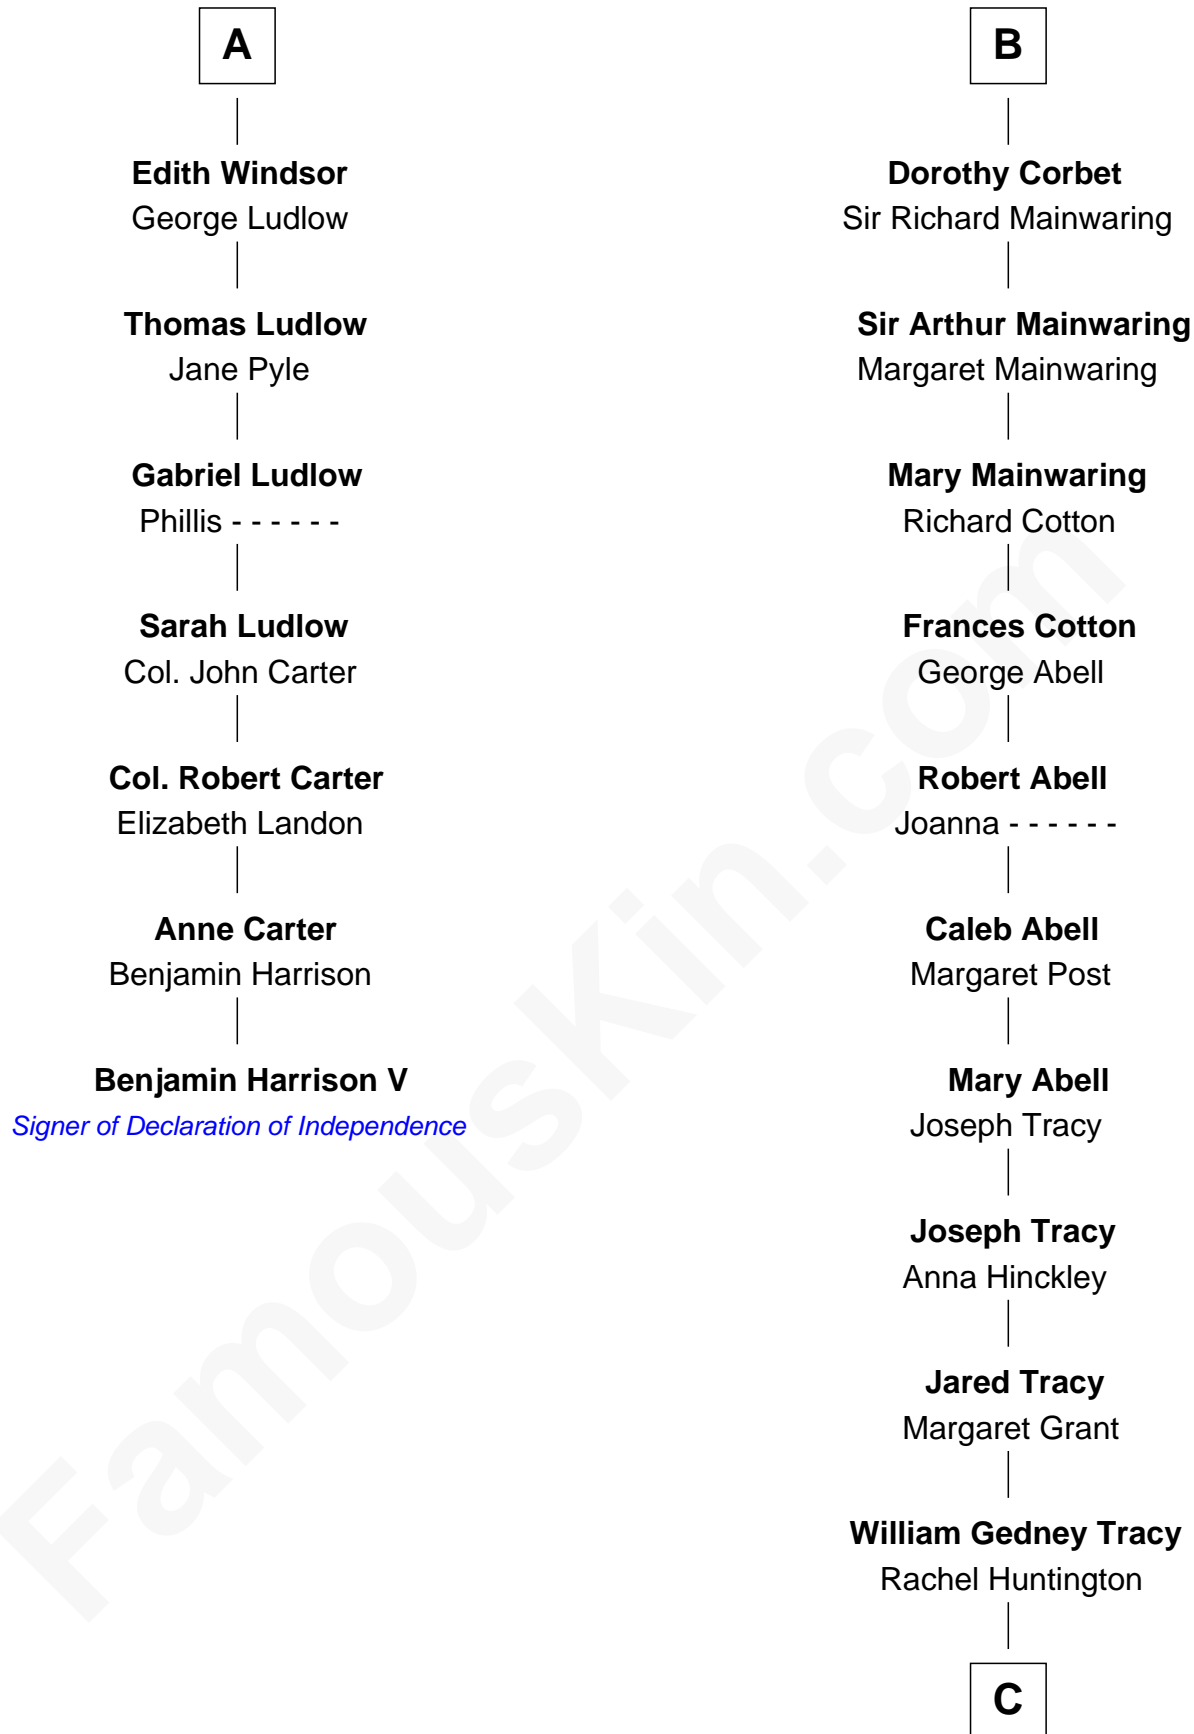 A
Edith Windsor
George Ludlow
Thomas Ludlow
Jane Pyle
Gabriel Ludlow
Phillis - - - - - -
Sarah Ludlow
Col. John Carter
Col. Robert Carter
Elizabeth Landon
Anne Carter
Benjamin Harrison
Benjamin Harrison V
Signer of Declaration of Independence
B
Dorothy Corbet
Sir Richard Mainwaring
Sir Arthur Mainwaring
Margaret Mainwaring
Mary Mainwaring
Richard Cotton
Frances Cotton
George Abell
Robert Abell
Joanna - - - - - -
Caleb Abell
Margaret Post
Mary Abell
Joseph Tracy
Joseph Tracy
Anna Hinckley
Jared Tracy
Margaret Grant
William Gedney Tracy
Rachel Huntington
C
FamousKin.com